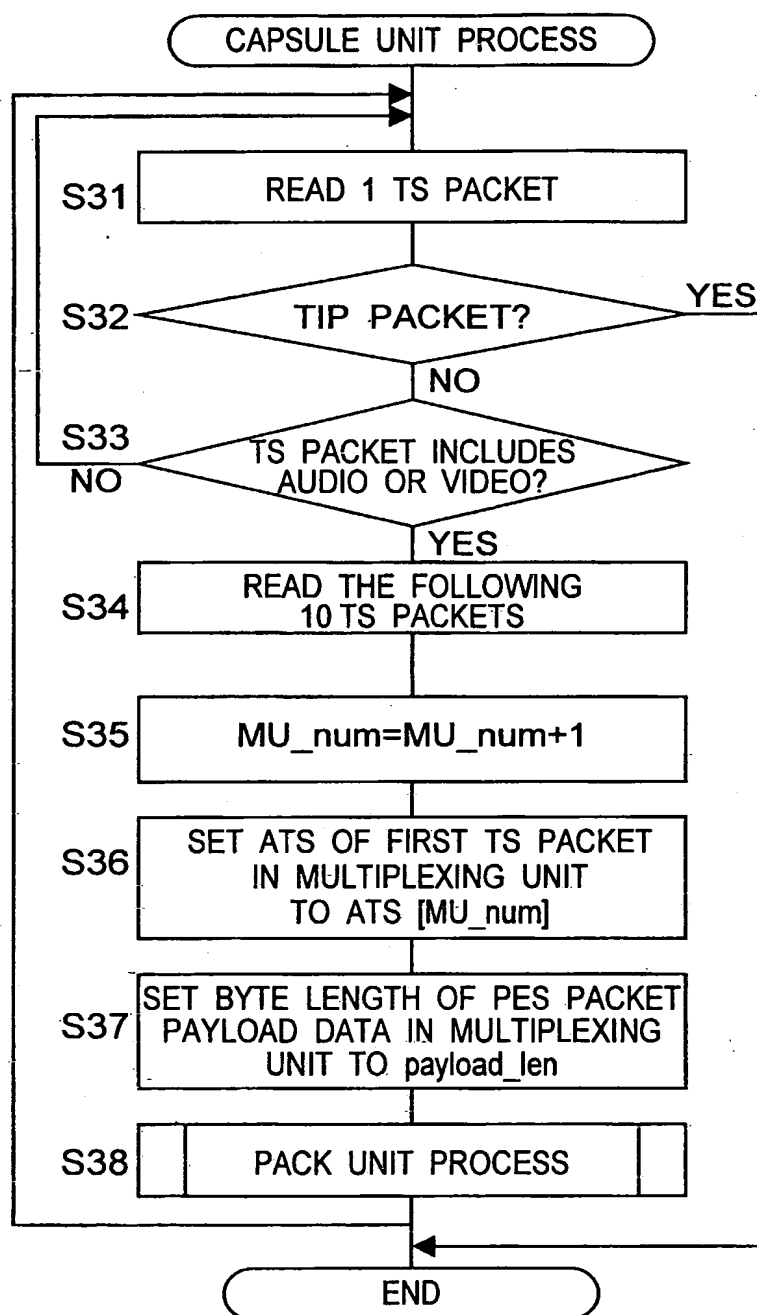 CAPSULE UNIT PROCESS
S31
READ 1 TS PACKET
S32
TIP PACKET?
YES
NO
S33
TS PACKET INCLUDES
AUDIO OR VIDEO?
NO
YES
S34
READ THE FOLLOWING
10 TS PACKETS
S35
MU_num=MU_num+1
S36
SET ATS OF FIRST TS PACKET
IN MULTIPLEXING UNIT
TO ATS [MU_num]
S37
SET BYTE LENGTH OF PES PACKET
PAYLOAD DATA IN MULTIPLEXING
UNIT TO payload_len
S38
PACK UNIT PROCESS
END